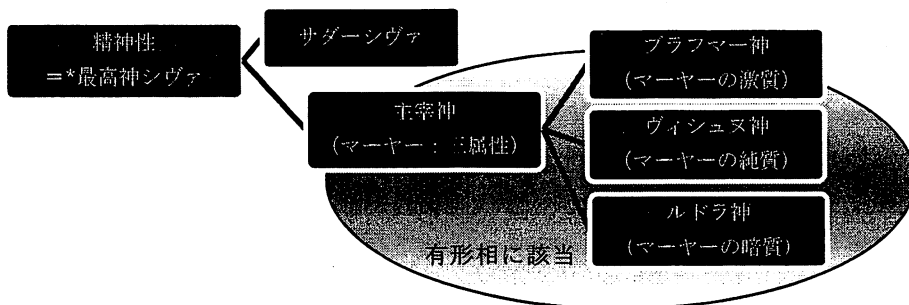 精神性
=*最高神シヴァ
サダーシヴァ
主宰神
(マーヤー:三属性)
ブラフマー神
(マーヤーの激質)
ヴィシュヌ神
(マーヤーの純質)
ルドラ神
(マーヤーの暗質)
有形相に該当